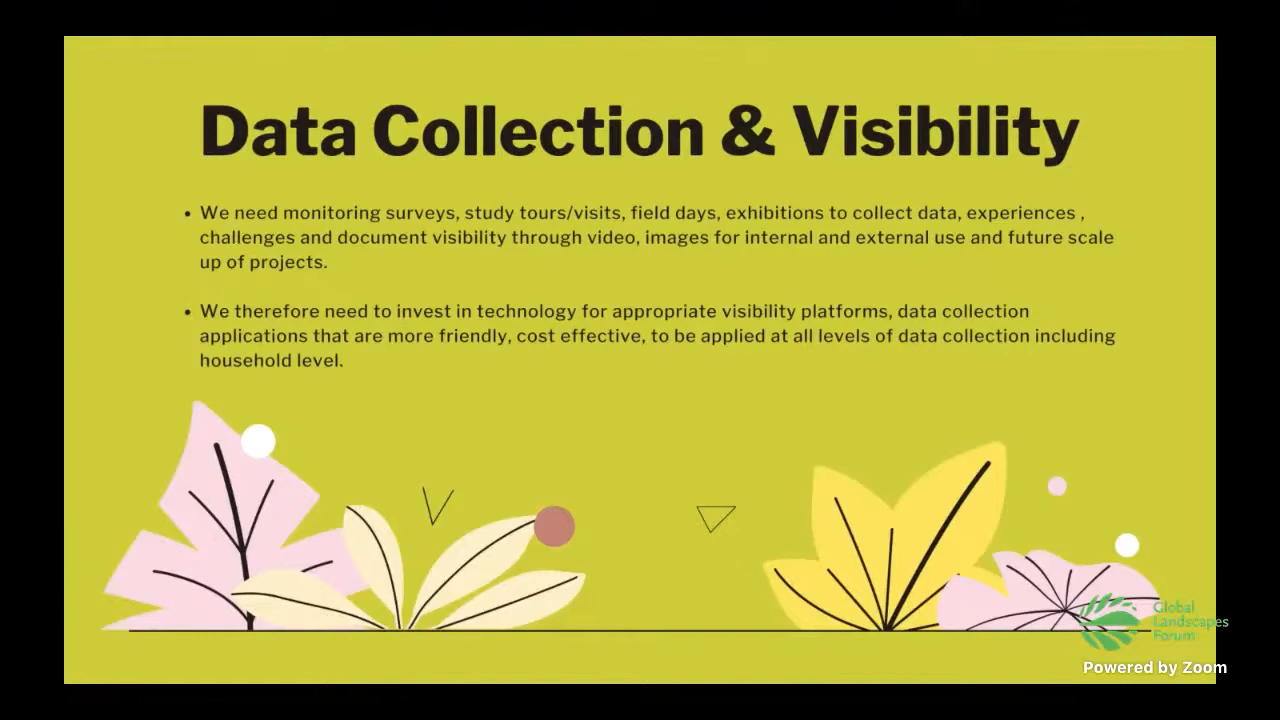 Data Collection & Visibility
• We need monitoring surveys, study tours/visits, field days, exhibitions to collect data, experiences ,
challenges and document visibility through video, images for internal and external use and future scale
up of projects.
• We therefore need to invest in technology for appropriate visibility platforms, data collection
applications that are more friendly, cost effective, to be applied at all levels of data collection including
household level.
Global
Landscapes
Forum
Powered by Zoom